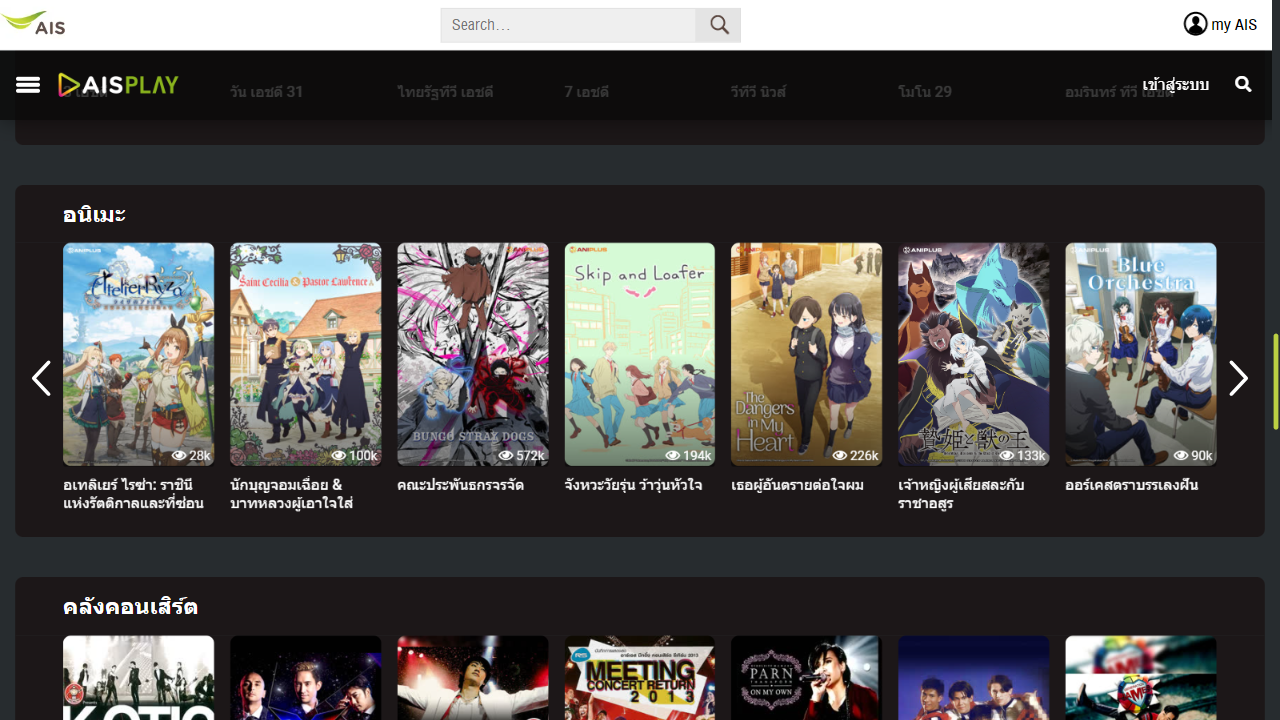 AIS
Search...
my AIS
AISPLAY
วัน เอชดี 31
ไทยรัฐทีวี เอชดี
7 เอชดี
วีทีวี นิวส์
โมโน 29
อมรินทร์ ทีวี เอชดี
เข้าสู่ระบบ
อนิเมะ
ANIPLUS
Atelier Ryza
28k
Saint Cecilia & Pastor Lawrence
100k
BUNGO STRAY DOGS
572k
ANIPLUS
Skip and Loafer
194k
ANIPLUS
The Dangers in My Heart
226k
ANIPLUS
贄姫と獣の王
133k
ANIPLUS
Blue Orchestra
90k
อเทลิเยร์ ไรซ่า: ราชินี
แห่งรัตติกาลและที่ซ่อน
นักบุญจอมเฉื่อย &
บาทหลวงผู้เอาใจใส่
คณะประพันธกรจรจัด
จังหวะวัยรุ่น ว้าวุ่นหัวใจ
เธอผู้อันตรายต่อใจผม
เจ้าหญิงผู้เสียสละกับ
ราชาอสูร
ออร์เคสตราบรรเลงฝัน
คลังคอนเสิร์ต
RS
MEETING
CONCERT RETURN
2013
PARN
ON MY OWN